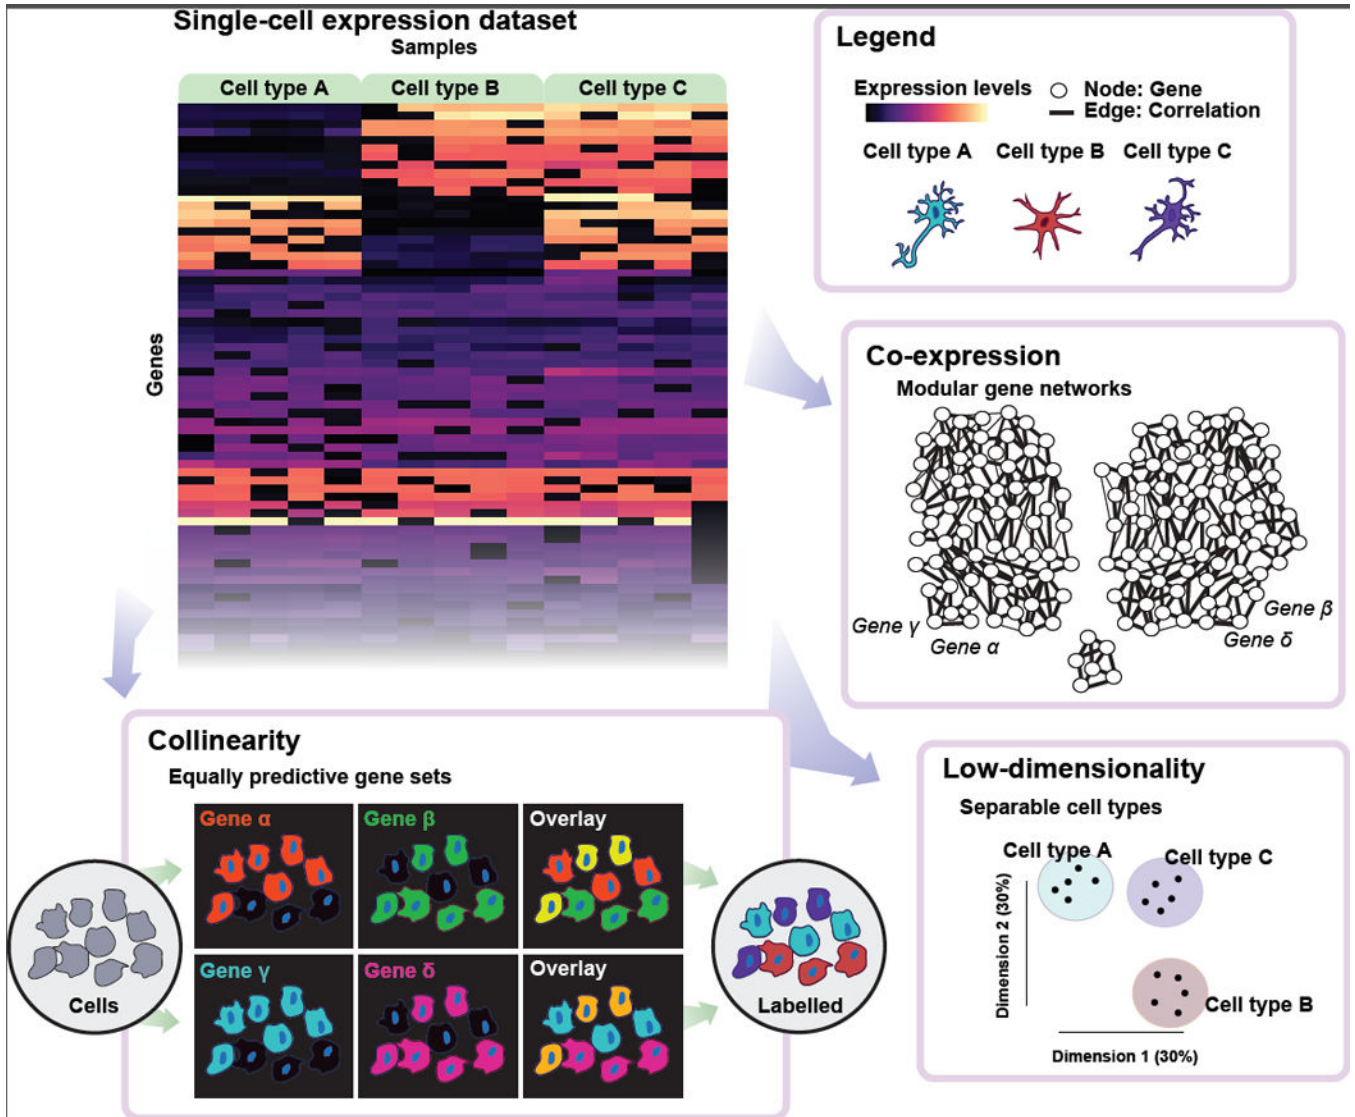 Single-cell expression dataset
Samples
Cell type A
Cell type B
Cell type C
Genes
Legend
Expression levels
Node: Gene
Edge: Correlation
Cell type A
Cell type B
Cell type C
Co-expression
Modular gene networks
Gene γ
Gene α
Gene β
Gene δ
Collinearity
Equally predictive gene sets
Gene α
Gene β
Overlay
Gene γ
Gene δ
Overlay
Cells
Labelled
Low-dimensionality
Separable cell types
Cell type A
Cell type C
Cell type B
Dimension 2 (30%)
Dimension 1 (30%)